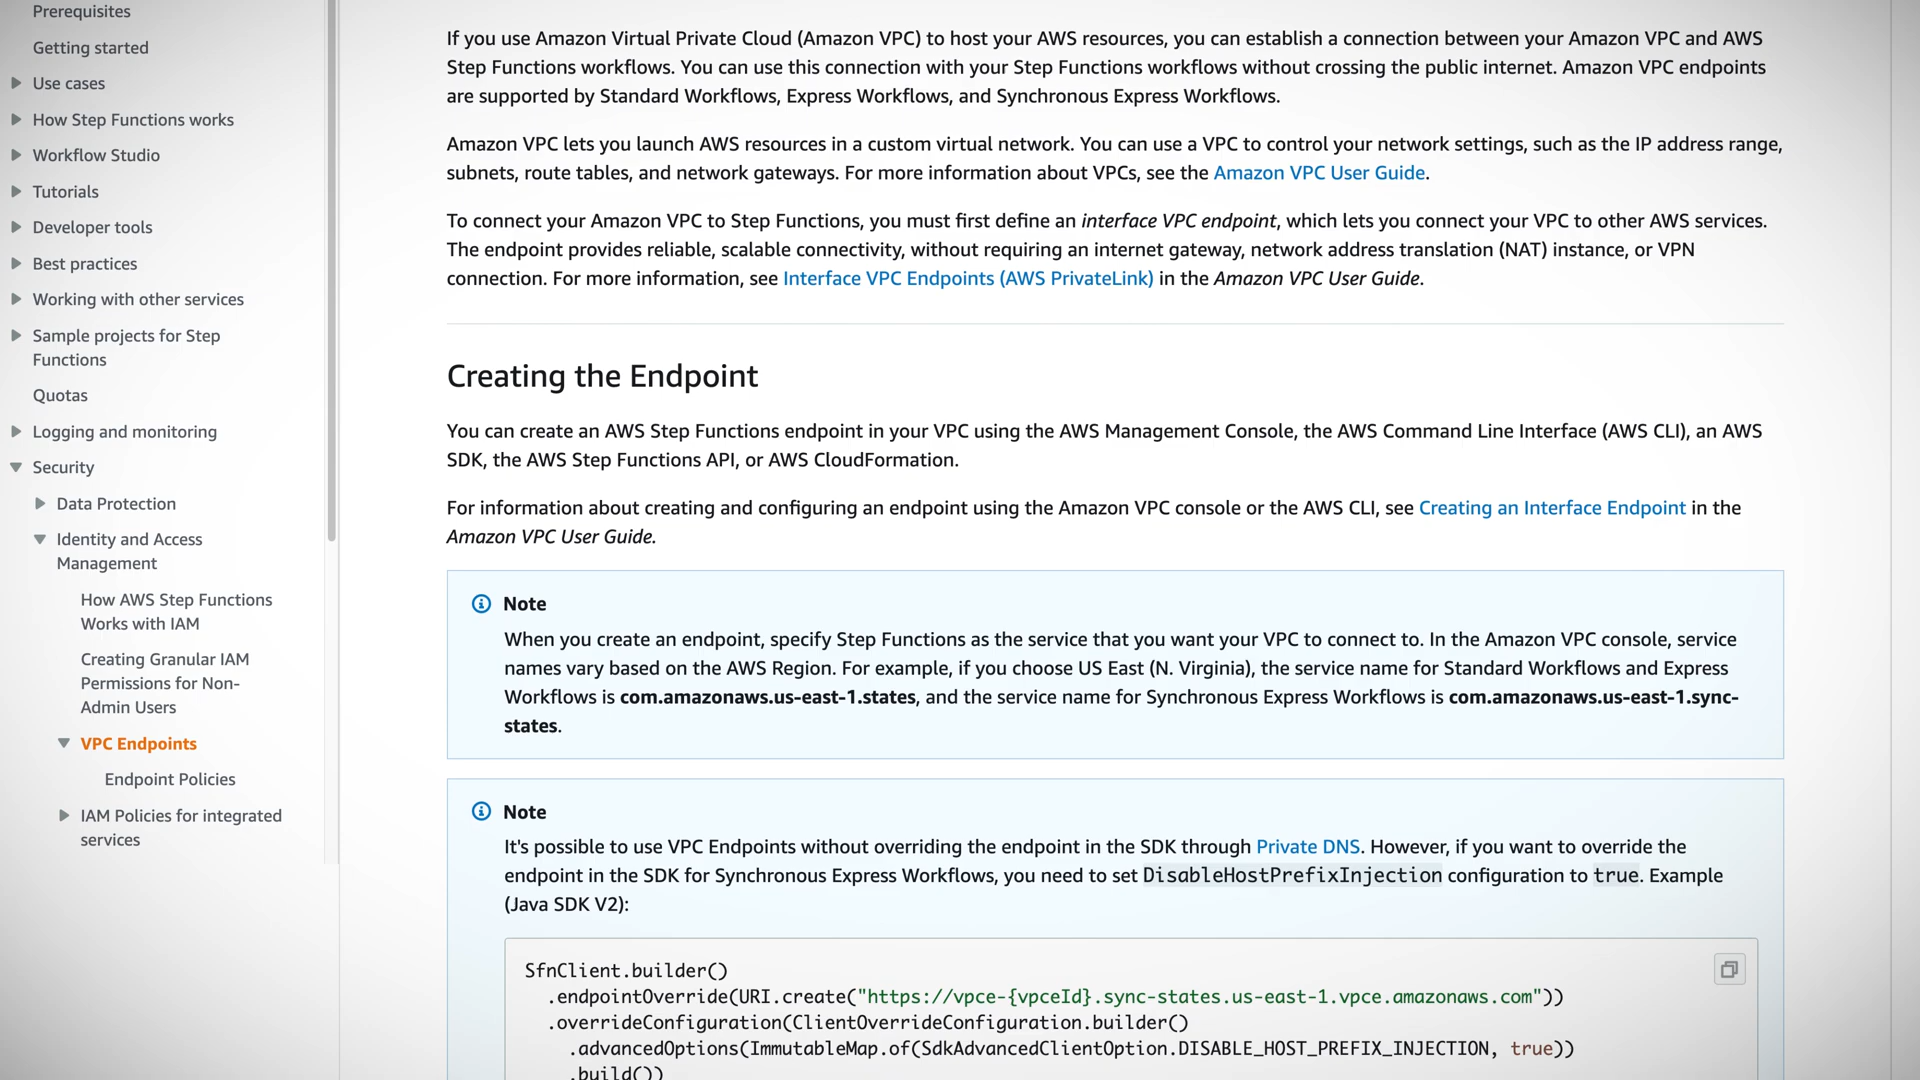 Prerequisites
Getting started
Use cases
How Step Functions works
Workflow Studio
Tutorials
Developer tools
Best practices
Working with other services
Sample projects for Step
Functions
Quotas
Logging and monitoring
Security
Data Protection
Identity and Access
Management
How AWS Step Functions
Works with IAM
Creating Granular IAM
Permissions for Non-
Admin Users
VPC Endpoints
Endpoint Policies
IAM Policies for integrated
services
If you use Amazon Virtual Private Cloud (Amazon VPC) to host your AWS resources, you can establish a connection between your Amazon VPC and AWS
Step Functions workflows. You can use this connection with your Step Functions workflows without crossing the public internet. Amazon VPC endpoints
are supported by Standard Workflows, Express Workflows, and Synchronous Express Workflows.
Amazon VPC lets you launch AWS resources in a custom virtual network. You can use a VPC to control your network settings, such as the IP address range,
subnets, route tables, and network gateways. For more information about VPCs, see the Amazon VPC User Guide.
To connect your Amazon VPC to Step Functions, you must first define an interface VPC endpoint, which lets you connect your VPC to other AWS services.
The endpoint provides reliable, scalable connectivity, without requiring an internet gateway, network address translation (NAT) instance, or VPN
connection. For more information, see Interface VPC Endpoints (AWS PrivateLink) in the Amazon VPC User Guide.
Creating the Endpoint
You can create an AWS Step Functions endpoint in your VPC using the AWS Management Console, the AWS Command Line Interface (AWS CLI), an AWS
SDK, the AWS Step Functions API, or AWS CloudFormation.
For information about creating and configuring an endpoint using the Amazon VPC console or the AWS CLI, see Creating an Interface Endpoint in the
Amazon VPC User Guide.
Note
When you create an endpoint, specify Step Functions as the service that you want your VPC to connect to. In the Amazon VPC console, service
names vary based on the AWS Region. For example, if you choose US East (N. Virginia), the service name for Standard Workflows and Express
Workflows is com.amazonaws.us-east-1.states, and the service name for Synchronous Express Workflows is com.amazonaws.us-east-1.sync-
states.
Note
It's possible to use VPC Endpoints without overriding the endpoint in the SDK through Private DNS. However, if you want to override the
endpoint in the SDK for Synchronous Express Workflows, you need to set DisableHostPrefixInjection configuration to true. Example
(Java SDK V2):
SfnClient.builder()
.endpointOverride(URI.create("https://vpce-{vpceId}.sync-states.us-east-1.vpce.amazonaws.com"))
.overrideConfiguration(ClientOverrideConfiguration.builder()
.advancedOptions(ImmutableMap.of(SdkAdvancedClientOption.DISABLE_HOST_PREFIX_INJECTION, true))
.build())